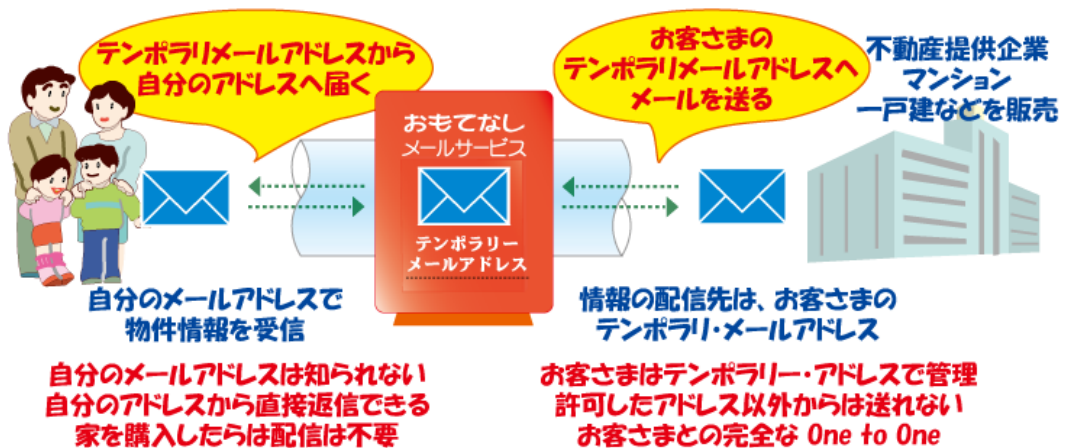 テンポラリメールアドレスから
自分のアドレスへ届く
お客さまの
テンポラリメールアドレスへ
メールを送る
不動産提供企業
マンション
一戸建などを販売
おもてなし
メールサービス
テンポラリー
メールアドレス
自分のメールアドレスで
物件情報を受信
情報の配信先は、お客さまの
テンポラリ・メールアドレス
自分のメールアドレスは知られない
自分のアドレスから直接返信できる
家を購入したらは配信は不要
お客さまはテンポラリー・アドレスで管理
許可したアドレス以外からは送れない
お客さまとの完全な One to One